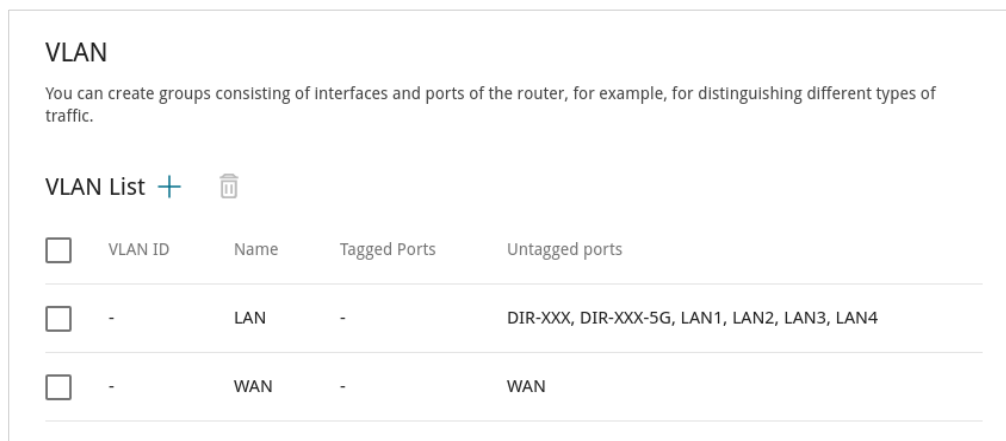 VLAN
You can create groups consisting of interfaces and ports of the router, for example, for distinguishing different types of
traffic.
VLAN List
VLAN ID Name Tagged Ports Untagged ports
- LAN - DIR-XXX, DIR-XXX-5G, LAN1, LAN2, LAN3, LAN4
- WAN - WAN